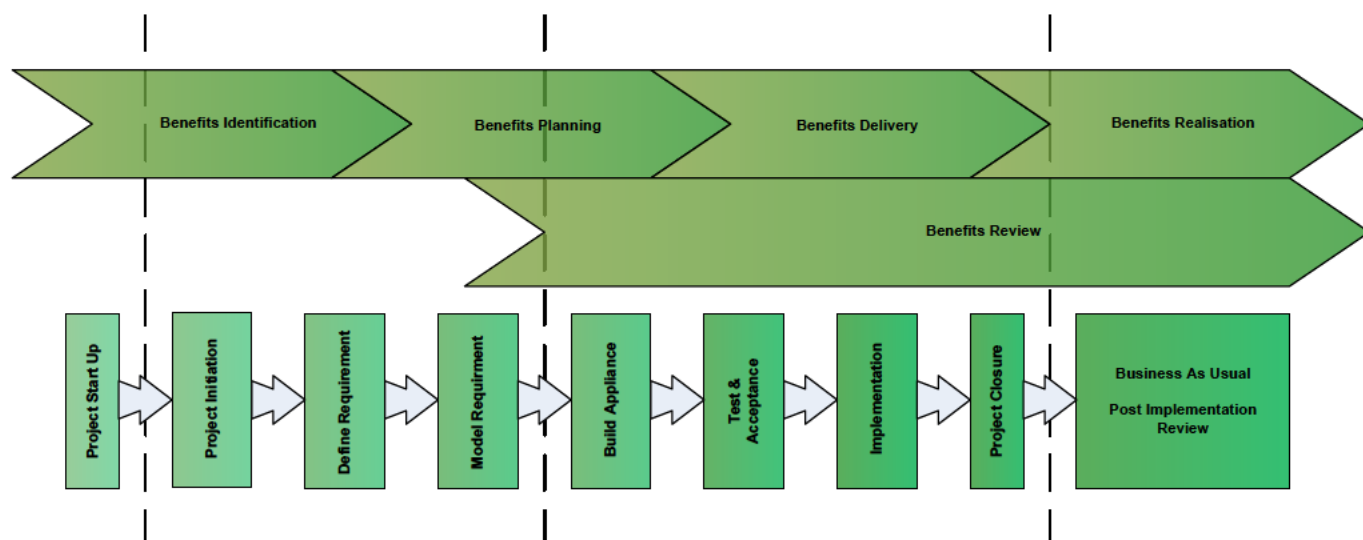 Benefits Identification
Benefits Planning
Benefits Delivery
Benefits Realisation
Benefits Review
Project Start Up
Project Initiation
Define Requirement
Model Requirment
Build Appliance
Test &
Acceptance
Implementation
Project Closure
Business As Usual
Post Implementation
Review